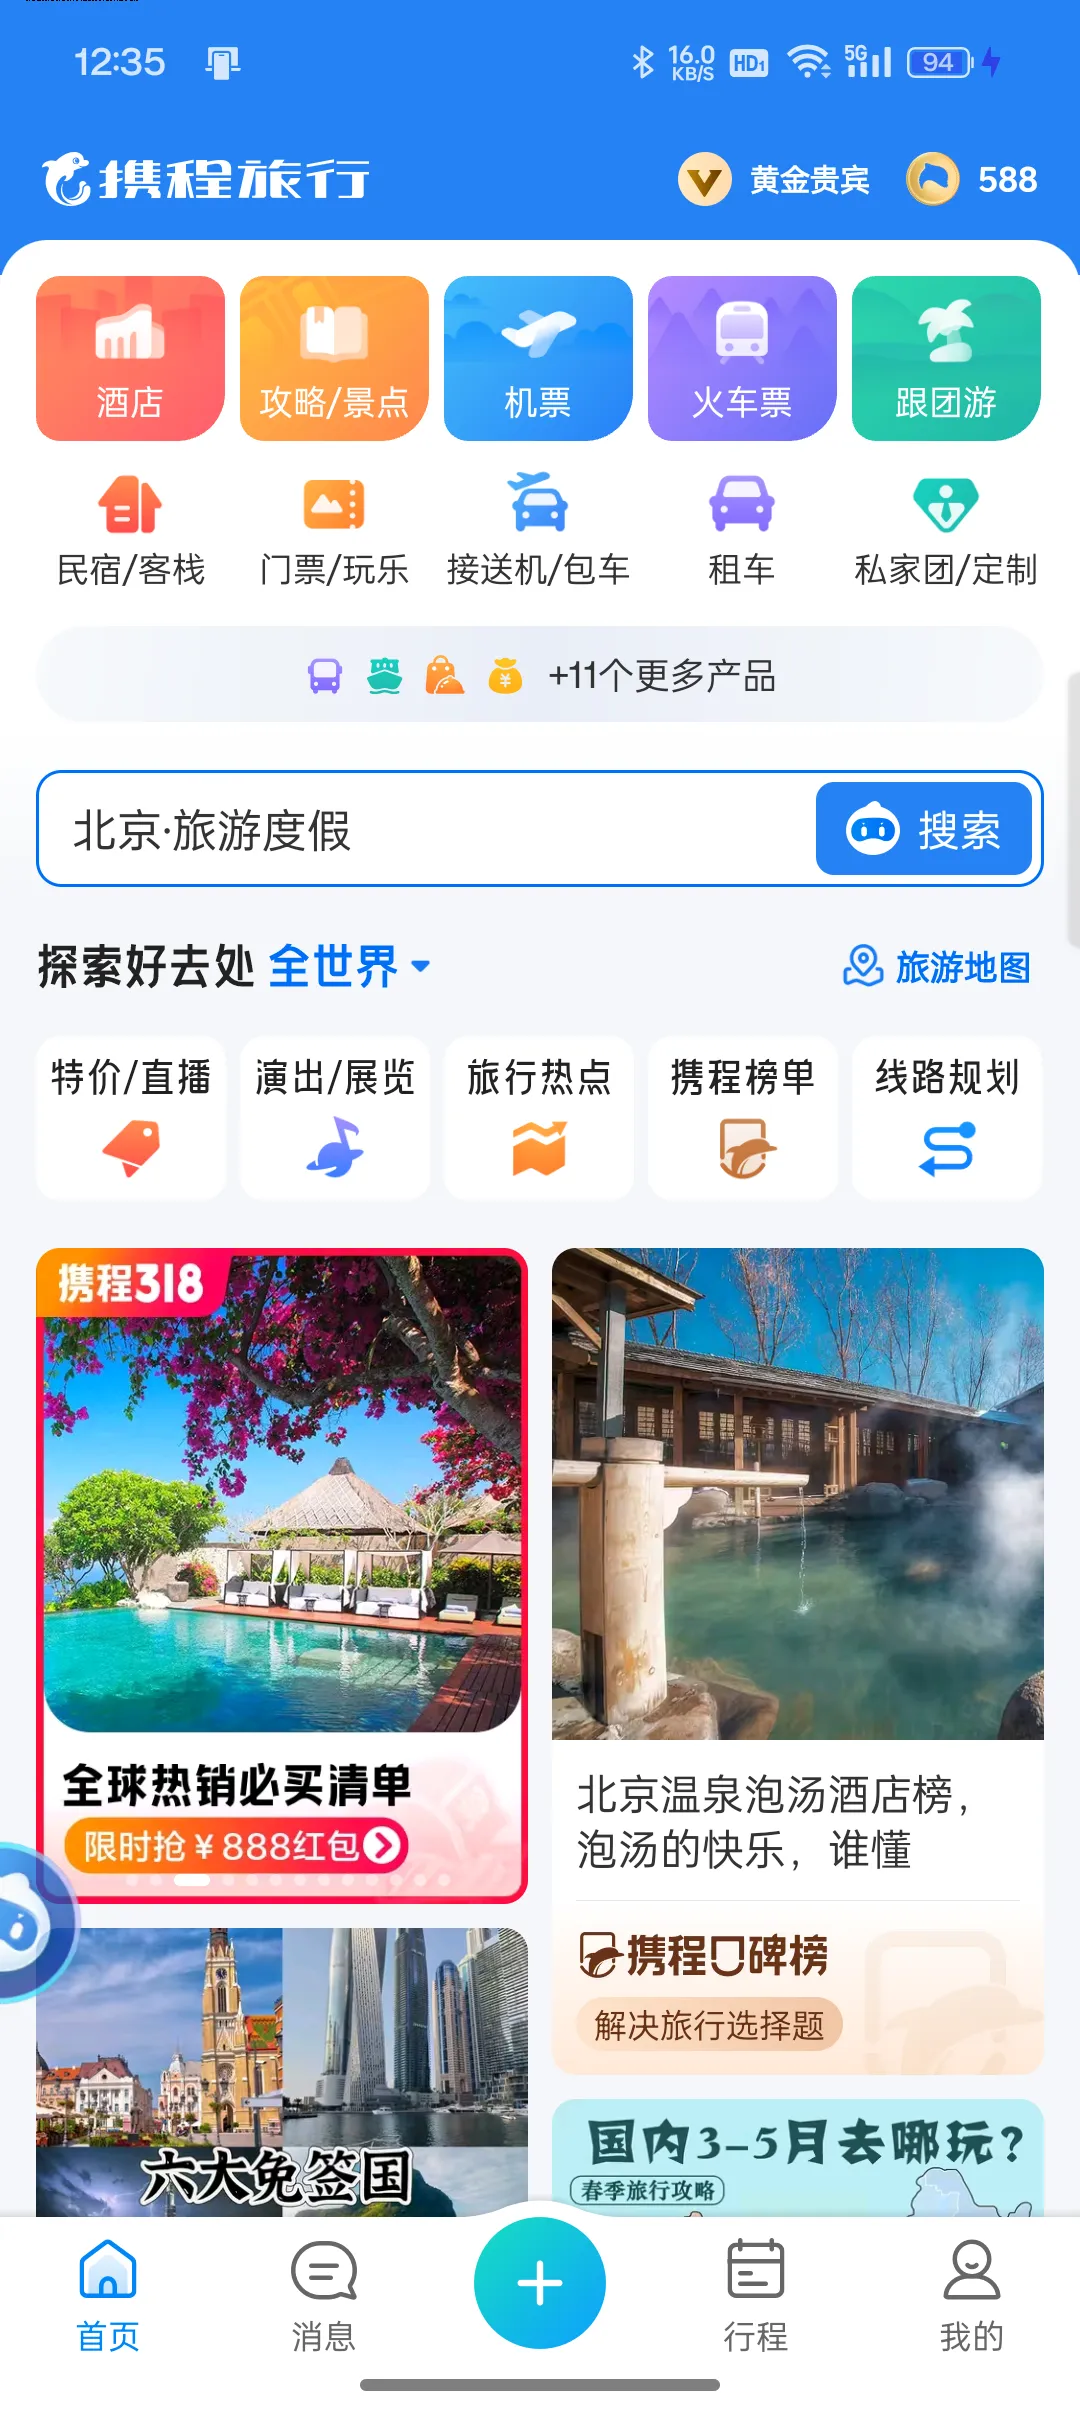 12:35
16.0
KB/S
HD1
5G
94
携程旅行
黄金贵宾
588
酒店
攻略/景点
机票
火车票
跟团游
民宿/客栈
门票/玩乐
接送机/包车
租车
私家团/定制
+11个更多产品
北京·旅游度假
搜索
探索好去处 全世界
旅游地图
特价/直播
演出/展览
旅行热点
携程榜单
线路规划
携程318
全球热销必买清单
限时抢¥888红包
北京温泉泡汤酒店榜，
泡汤的快乐，谁懂
携程口碑榜
解决旅行选择题
六大免签国
国内3-5月去哪玩?
春季旅行攻略
首页
消息
行程
我的